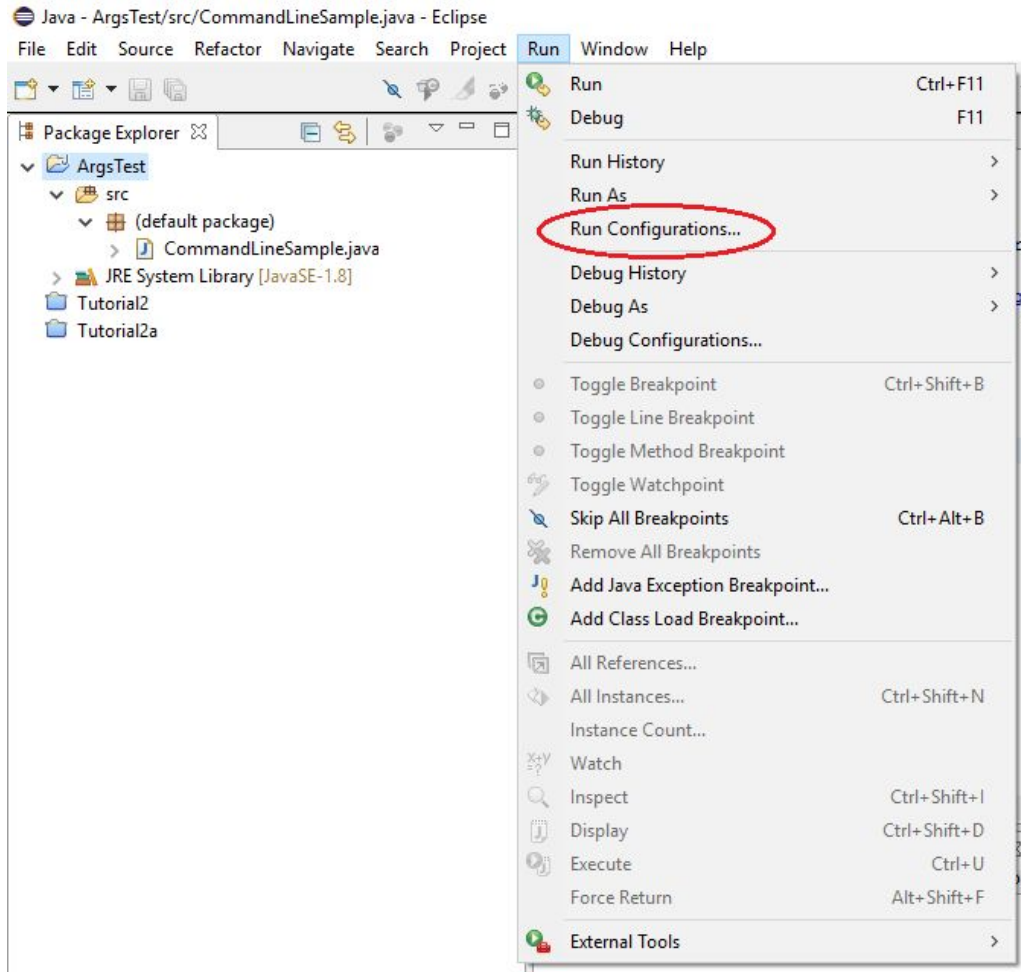 Java - ArgsTest/src/CommandLineSample.java - Eclipse
File Edit Source Refactor Navigate Search Project Run Window Help
Package Explorer
ArgsTest
src
(default package)
CommandLineSample.java
JRE System Library [JavaSE-1.8]
Tutorial2
Tutorial2a
Run Ctrl+F11
Debug F11
Run History
Run As
Run Configurations...
Debug History
Debug As
Debug Configurations...
Toggle Breakpoint Ctrl+Shift+B
Toggle Line Breakpoint
Toggle Method Breakpoint
Toggle Watchpoint
Skip All Breakpoints Ctrl+Alt+B
Remove All Breakpoints
Add Java Exception Breakpoint...
Add Class Load Breakpoint...
All References...
All Instances... Ctrl+Shift+N
Instance Count...
Watch
Inspect Ctrl+Shift+I
Display Ctrl+Shift+D
Execute Ctrl+U
Force Return Alt+Shift+F
External Tools